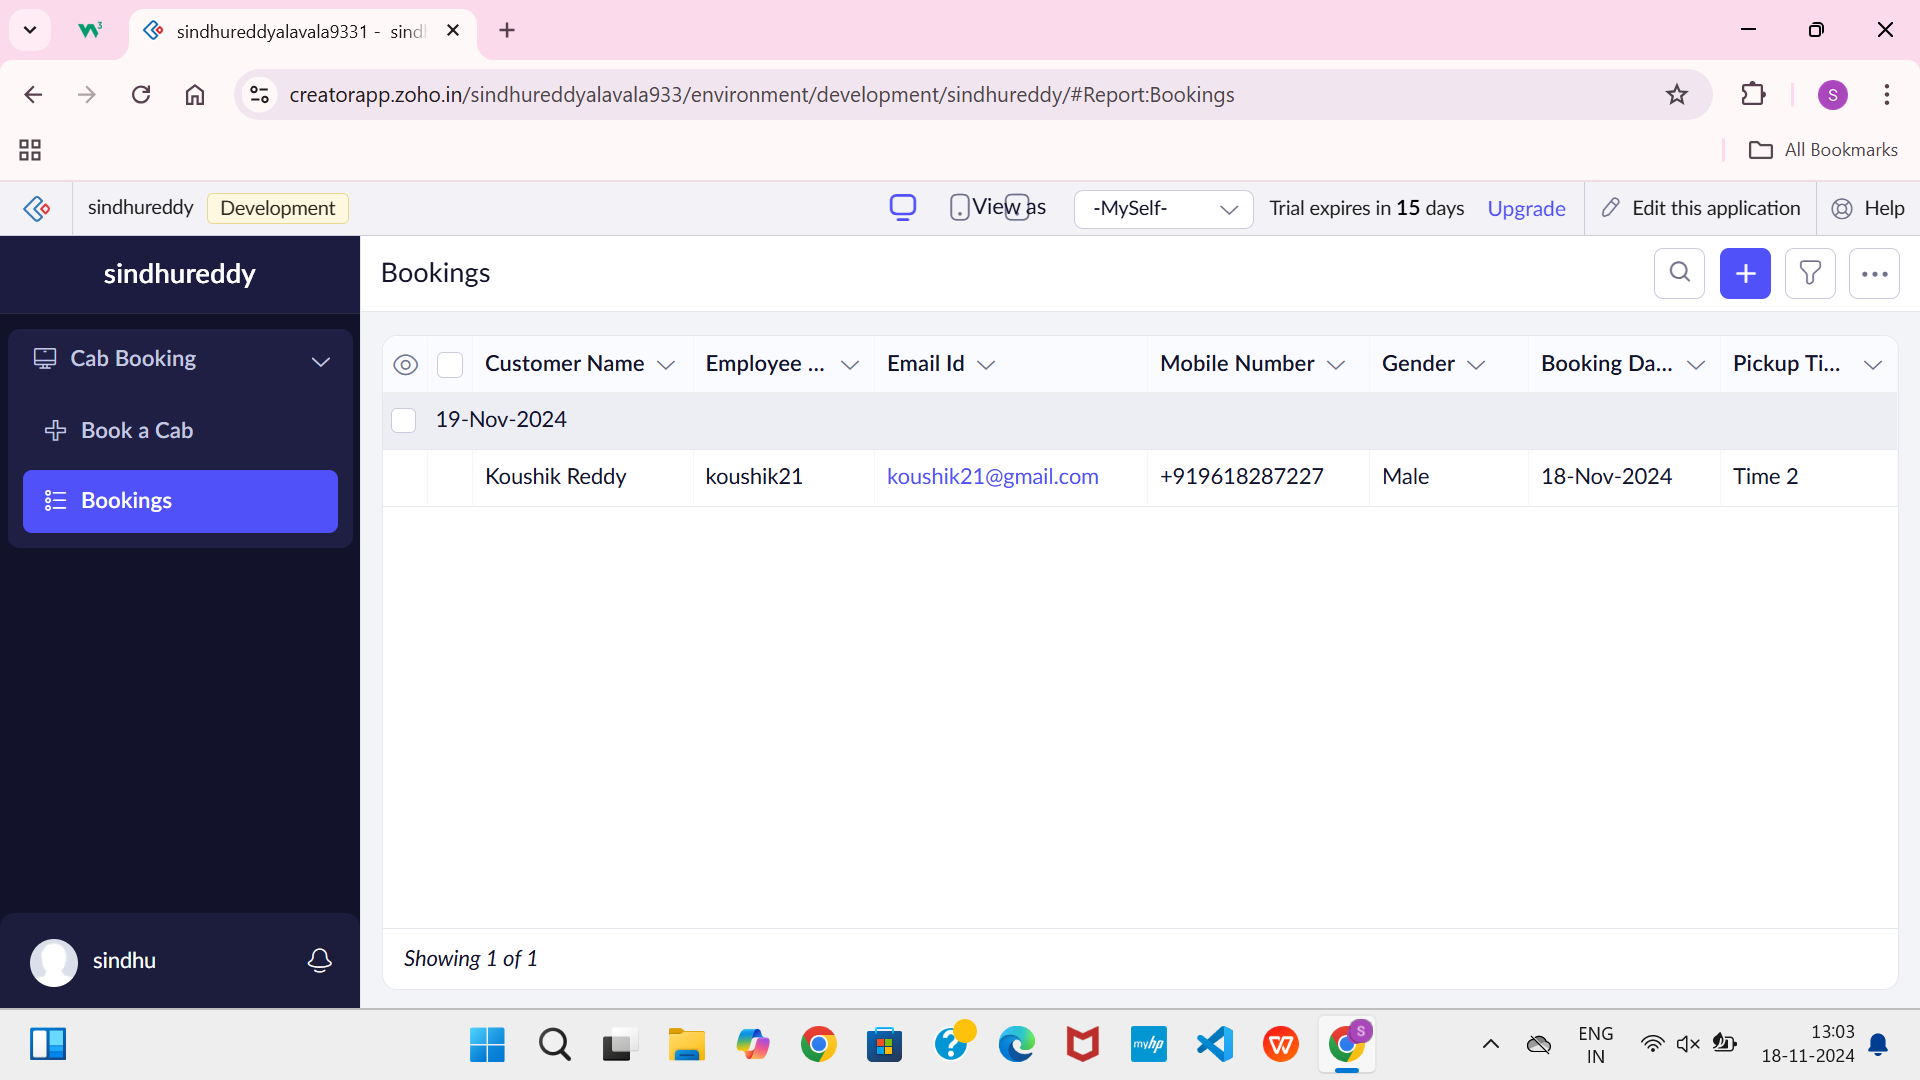 sindhureddyalavala9331 - sind
creatorapp.zoho.in/sindhureddyalavala933/environment/development/sindhureddy/#Report:Bookings
S
All Bookmarks
sindhureddy
Development
View as
-MySelf-
Trial expires in 15 days
Upgrade
Edit this application
Help
sindhureddy
Bookings
Cab Booking
Book a Cab
Bookings
Customer Name
Employee ...
Email Id
Mobile Number
Gender
Booking Da...
Pickup Ti...
19-Nov-2024
Koushik Reddy
koushik21
koushik21@gmail.com
+919618287227
Male
18-Nov-2024
Time 2
Showing 1 of 1
sindhu
myhp
S
ENG
IN
13:03
18-11-2024